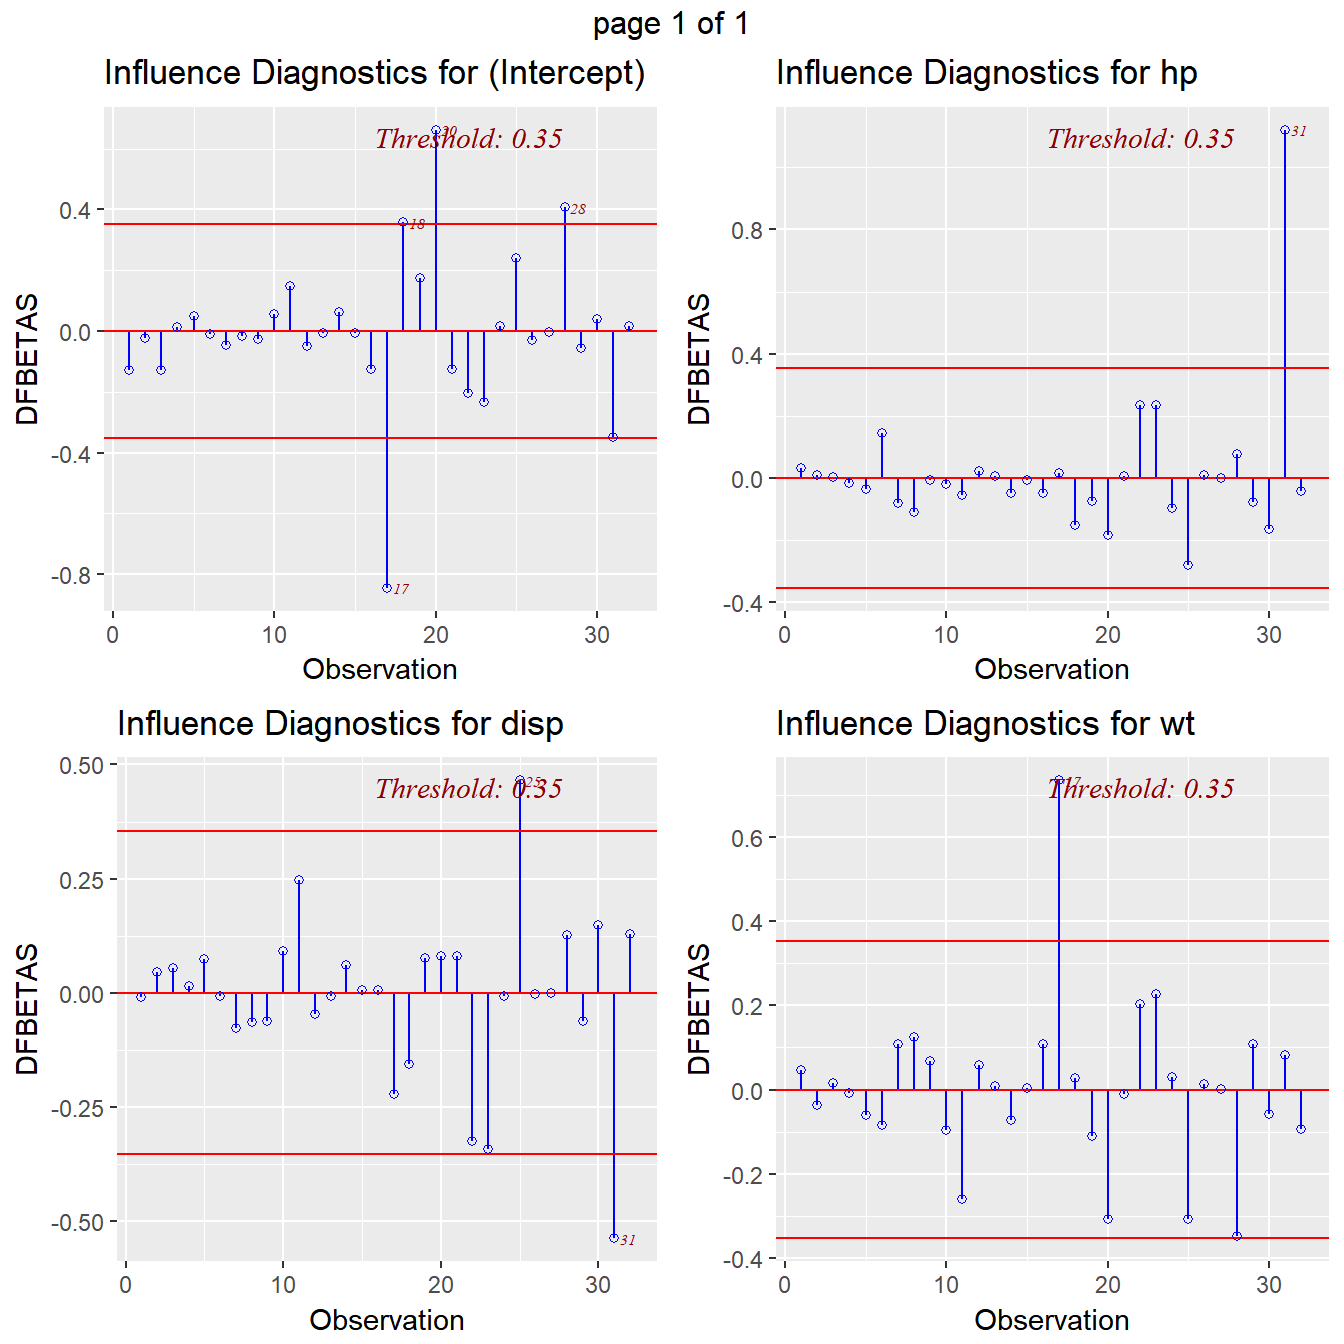 page 1 of 1
Influence Diagnostics for (Intercept)
Threshold: 0.35
20
28
18
17
0.4
0.0
-0.4
-0.8
DFBETAS
0
10
20
30
Observation
Influence Diagnostics for hp
Threshold: 0.35
31
0.8
0.4
0.0
-0.4
DFBETAS
0
10
20
30
Observation
Influence Diagnostics for disp
0.50
Threshold: 0.35
25
0.25
0.00
-0.25
-0.50
31
DFBETAS
0
10
20
30
Observation
Influence Diagnostics for wt
17
Threshold: 0.35
0.6
0.4
0.2
0.0
-0.2
-0.4
DFBETAS
0
10
20
30
Observation